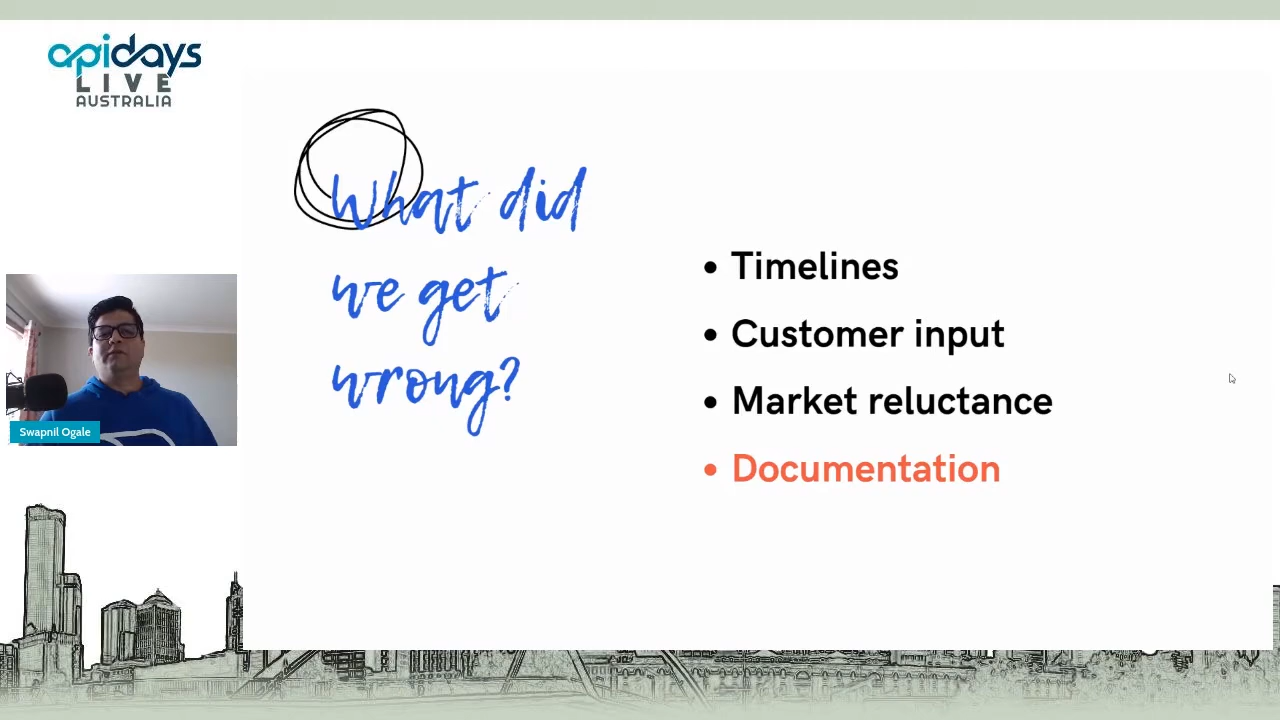 apidays
LIVE
AUSTRALIA
What did
we get
wrong?
• Timelines
• Customer input
• Market reluctance
• Documentation
Swapnil Ogale